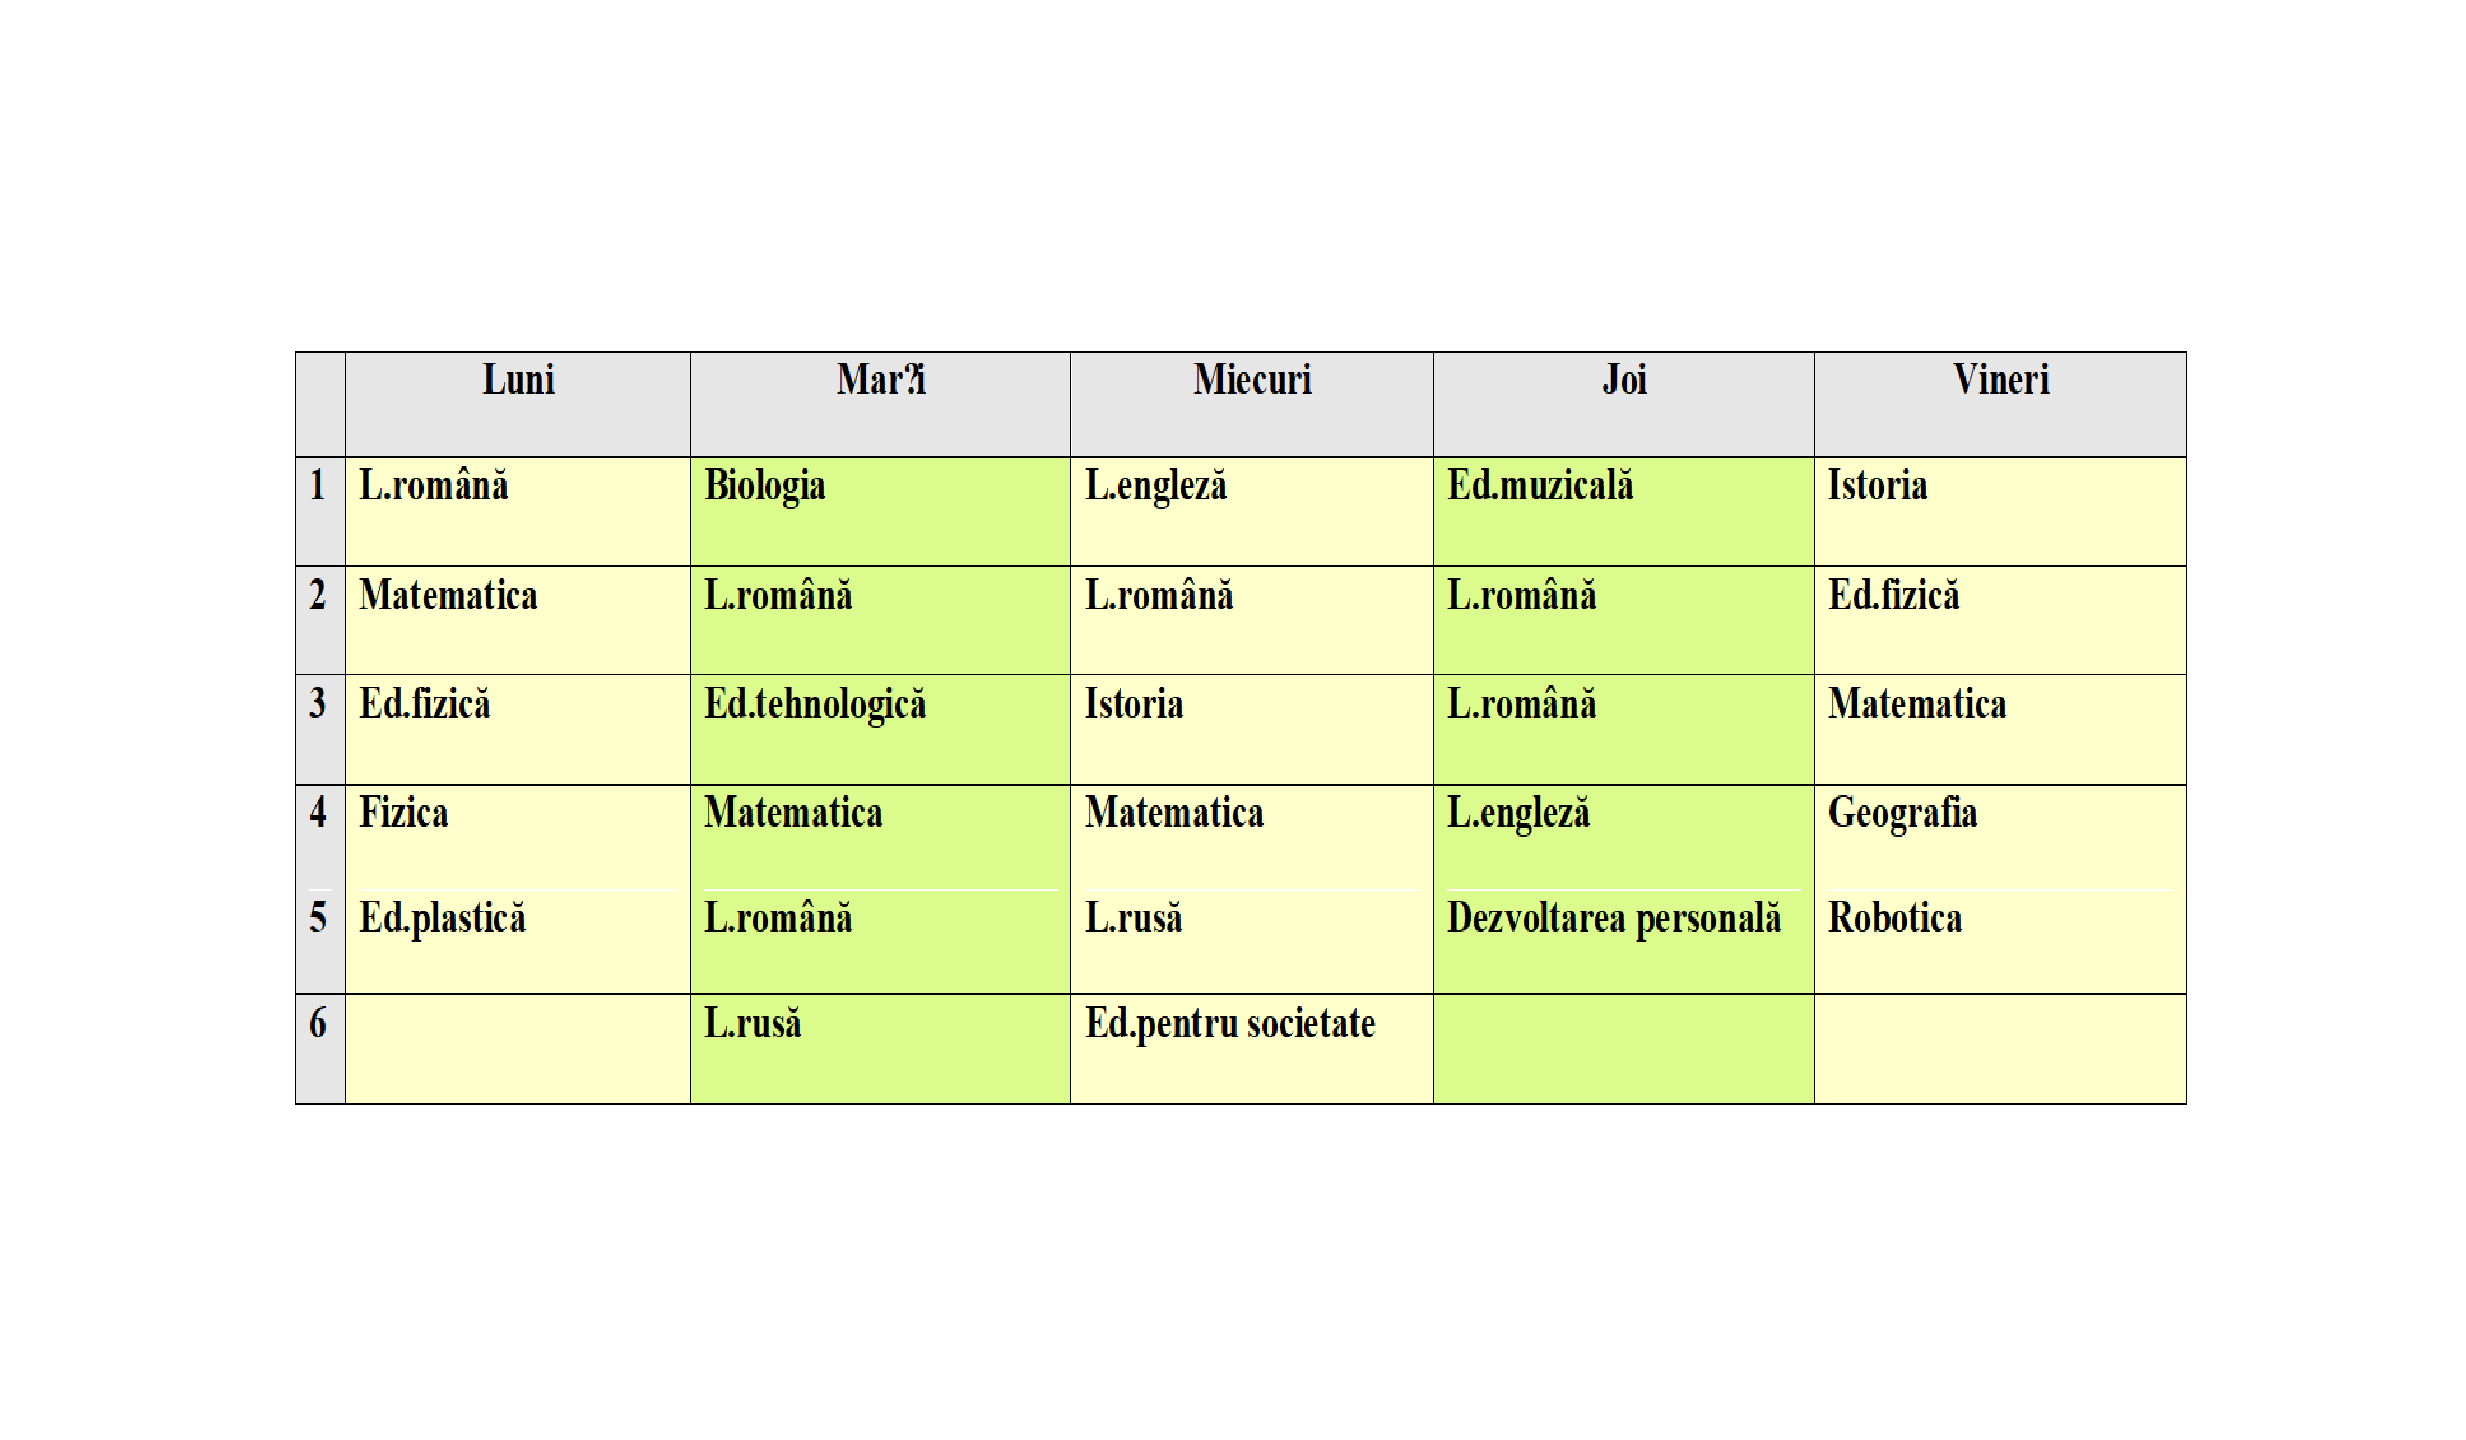 Luni Mar?i Miecuri Joi Vineri
1 L.română Biologia L.engleză Ed.muzicală Istoria
2 Matematica L.română L.română L.română Ed.fizică
3 Ed.fizică Ed.tehnologică Istoria L.română Matematica
4 Fizica Matematica Matematica L.engleză Geografia
5 Ed.plastică L.română L.rusă Dezvoltarea personală Robotica
6 L.rusă Ed.pentru societate